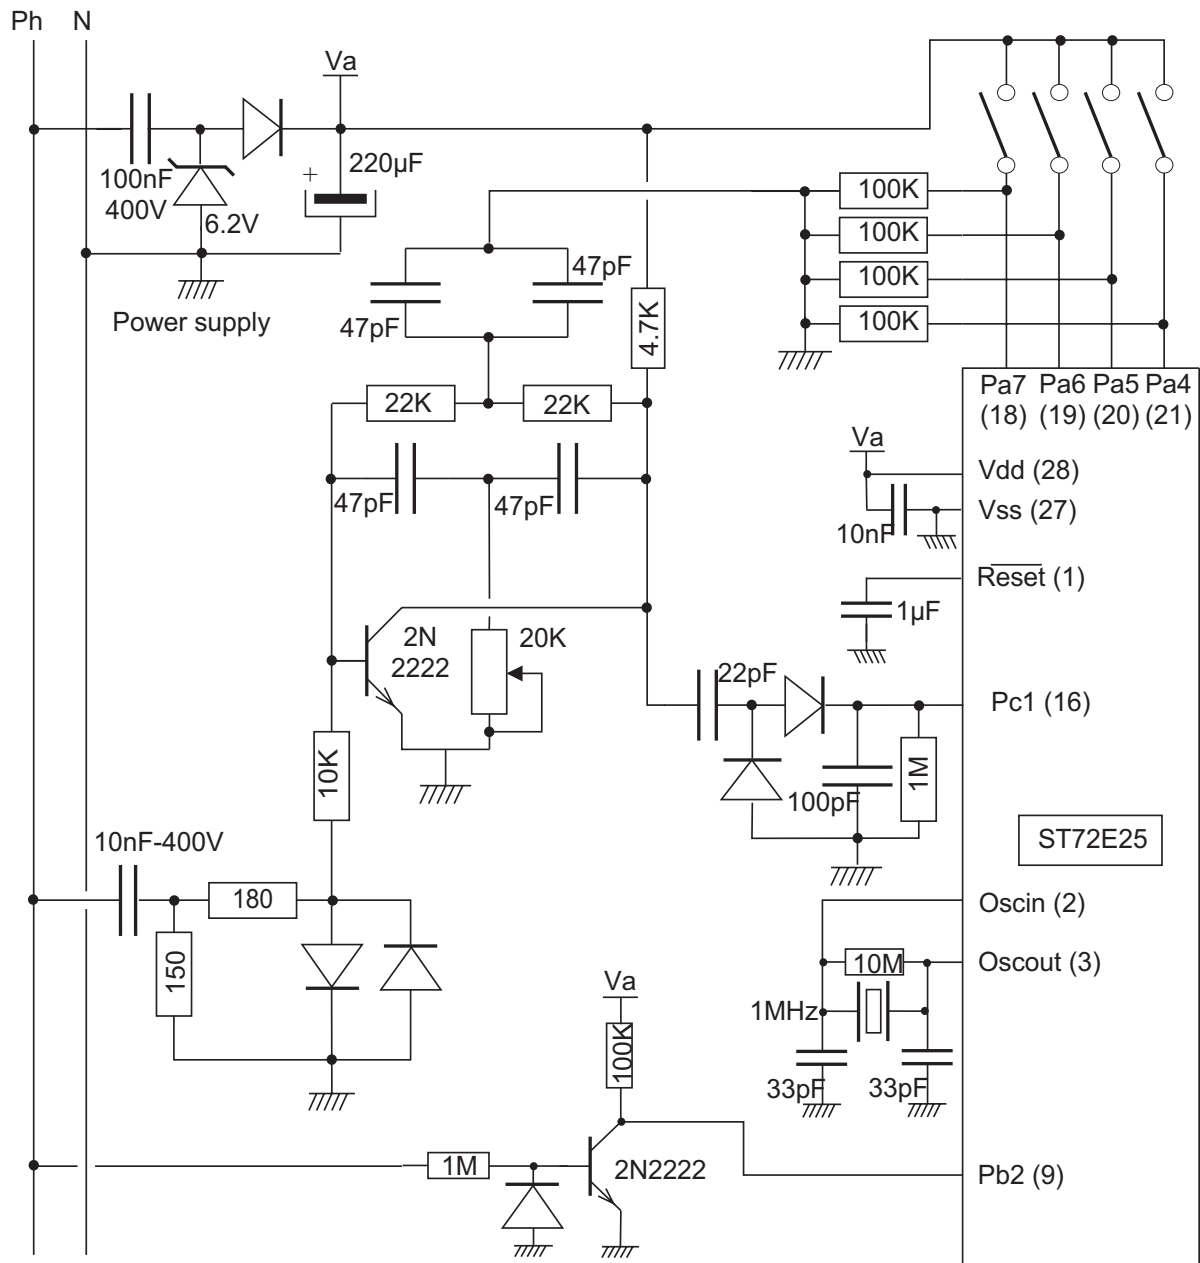 Ph N
Va
100nF
400V
220µF
+
6.2V
Power supply
47pF
47pF
4.7K
100K
100K
100K
100K
22K
22K
47pF
47pF
Pa7 Pa6 Pa5 Pa4
(18) (19) (20) (21)
Va
Vdd (28)
10nF
Vss (27)
Reset (1)
1µF
2N
2222
20K
22pF
Pc1 (16)
10K
100pF
1M
ST72E25
10nF-400V
180
150
Oscin (2)
10M
Oscout (3)
1MHz
33pF
33pF
Va
100K
1M
2N2222
Pb2 (9)